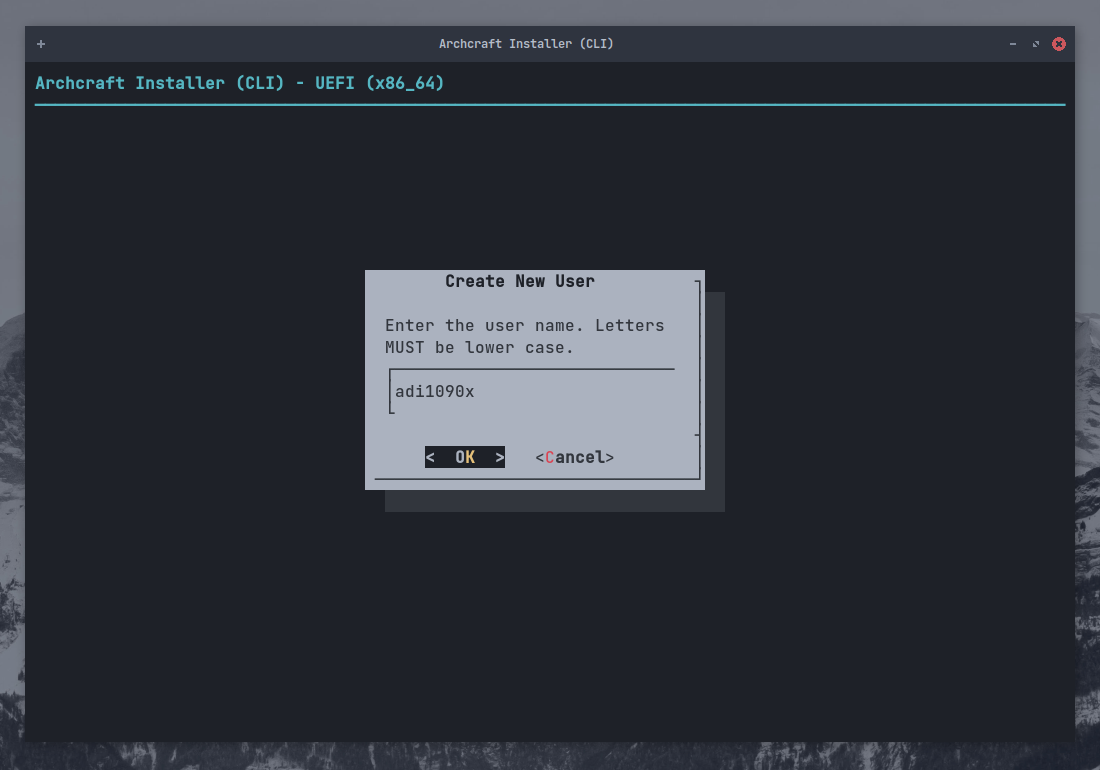 Archcraft Installer (CLI)
Archcraft Installer (CLI) - UEFI (x86_64)
Create New User
Enter the user name. Letters
MUST be lower case.
adi1090x
<  OK  > <Cancel>